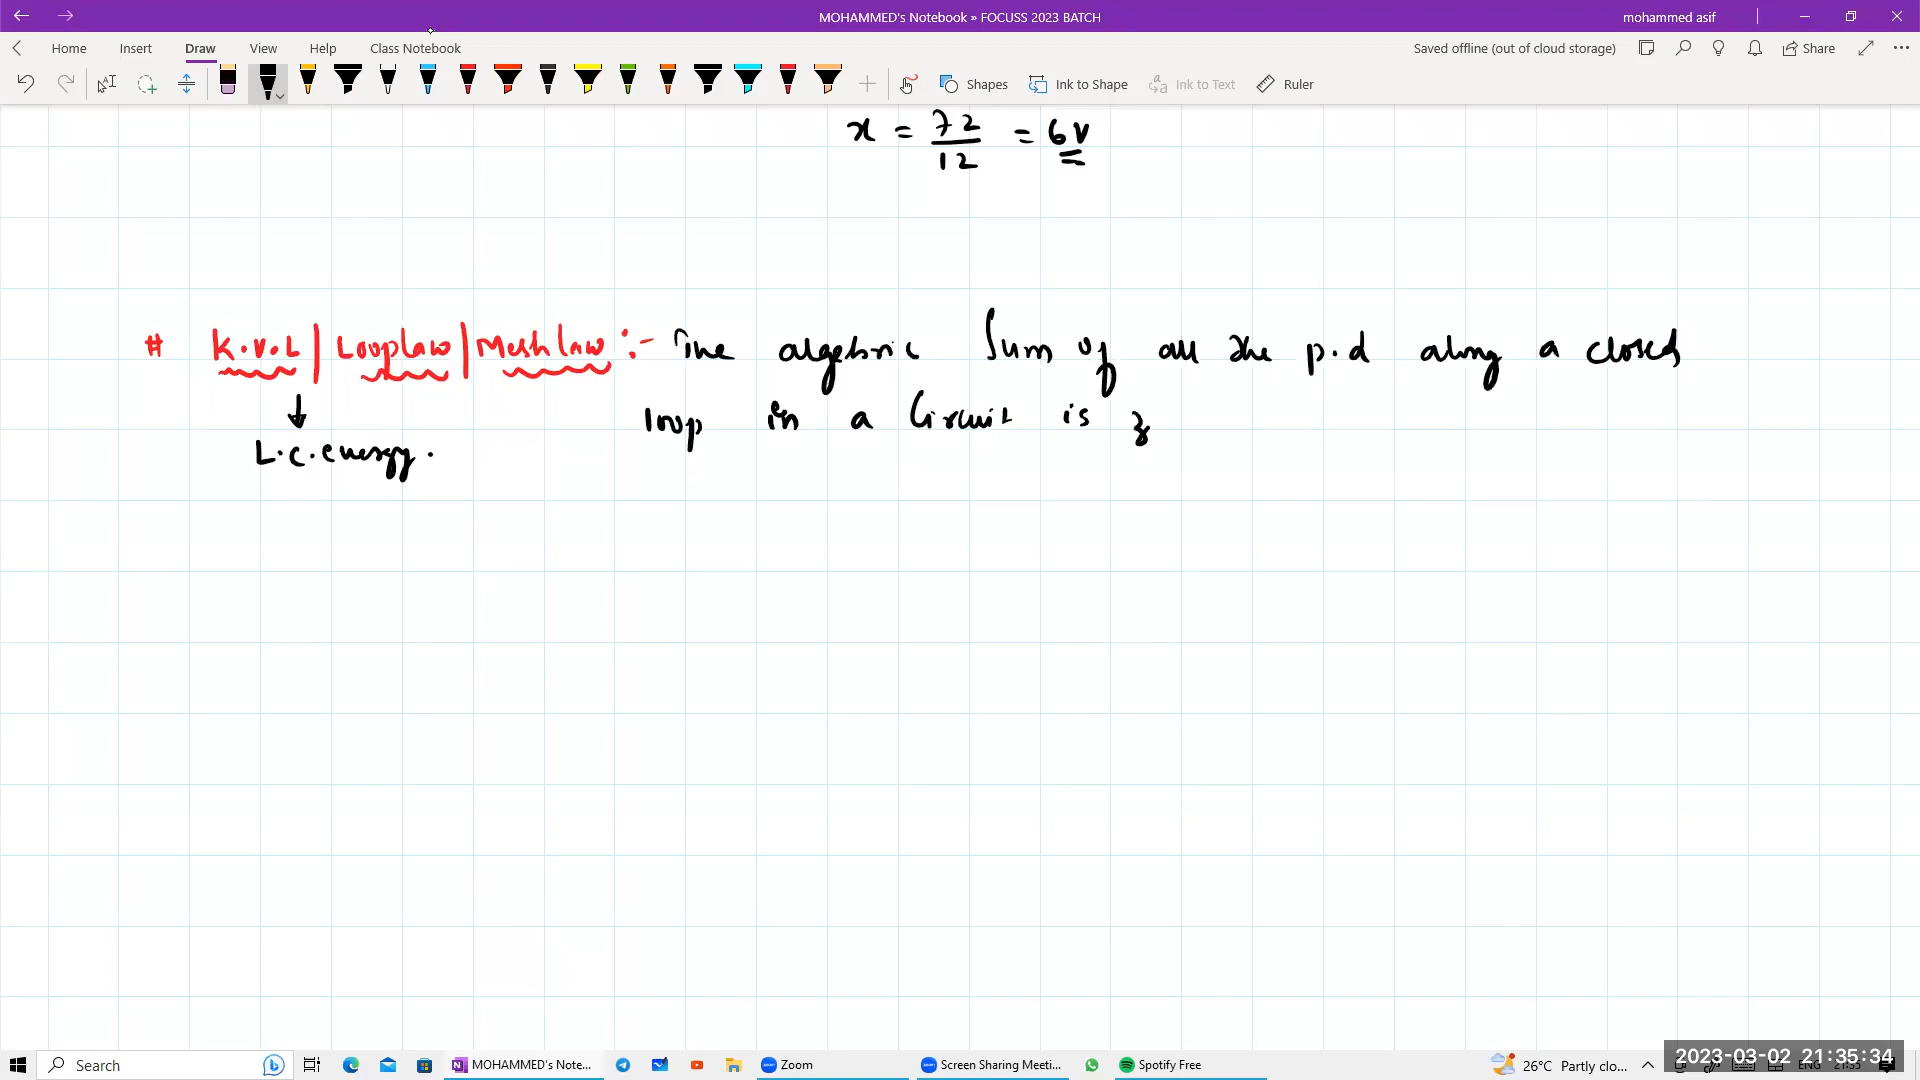 MOHAMMED's Notebook » FOCUSS 2023 BATCH
mohammed asif
Home Insert Draw View Help Class Notebook
Saved offline (out of cloud storage)
Share
Shapes
Ink to Shape
Ink to Text
Ruler
x = 72/12 = 6V
# K.V.L | Loop law | Mesh law :- The algebric Sum of all the p.d along a closed
loop in a Circuit is z
↓
L.C.energy.
Search
MOHAMMED's Note...
Zoom
Screen Sharing Meeti...
Spotify Free
26°C Partly clo...
2023-03-02 21:35:34